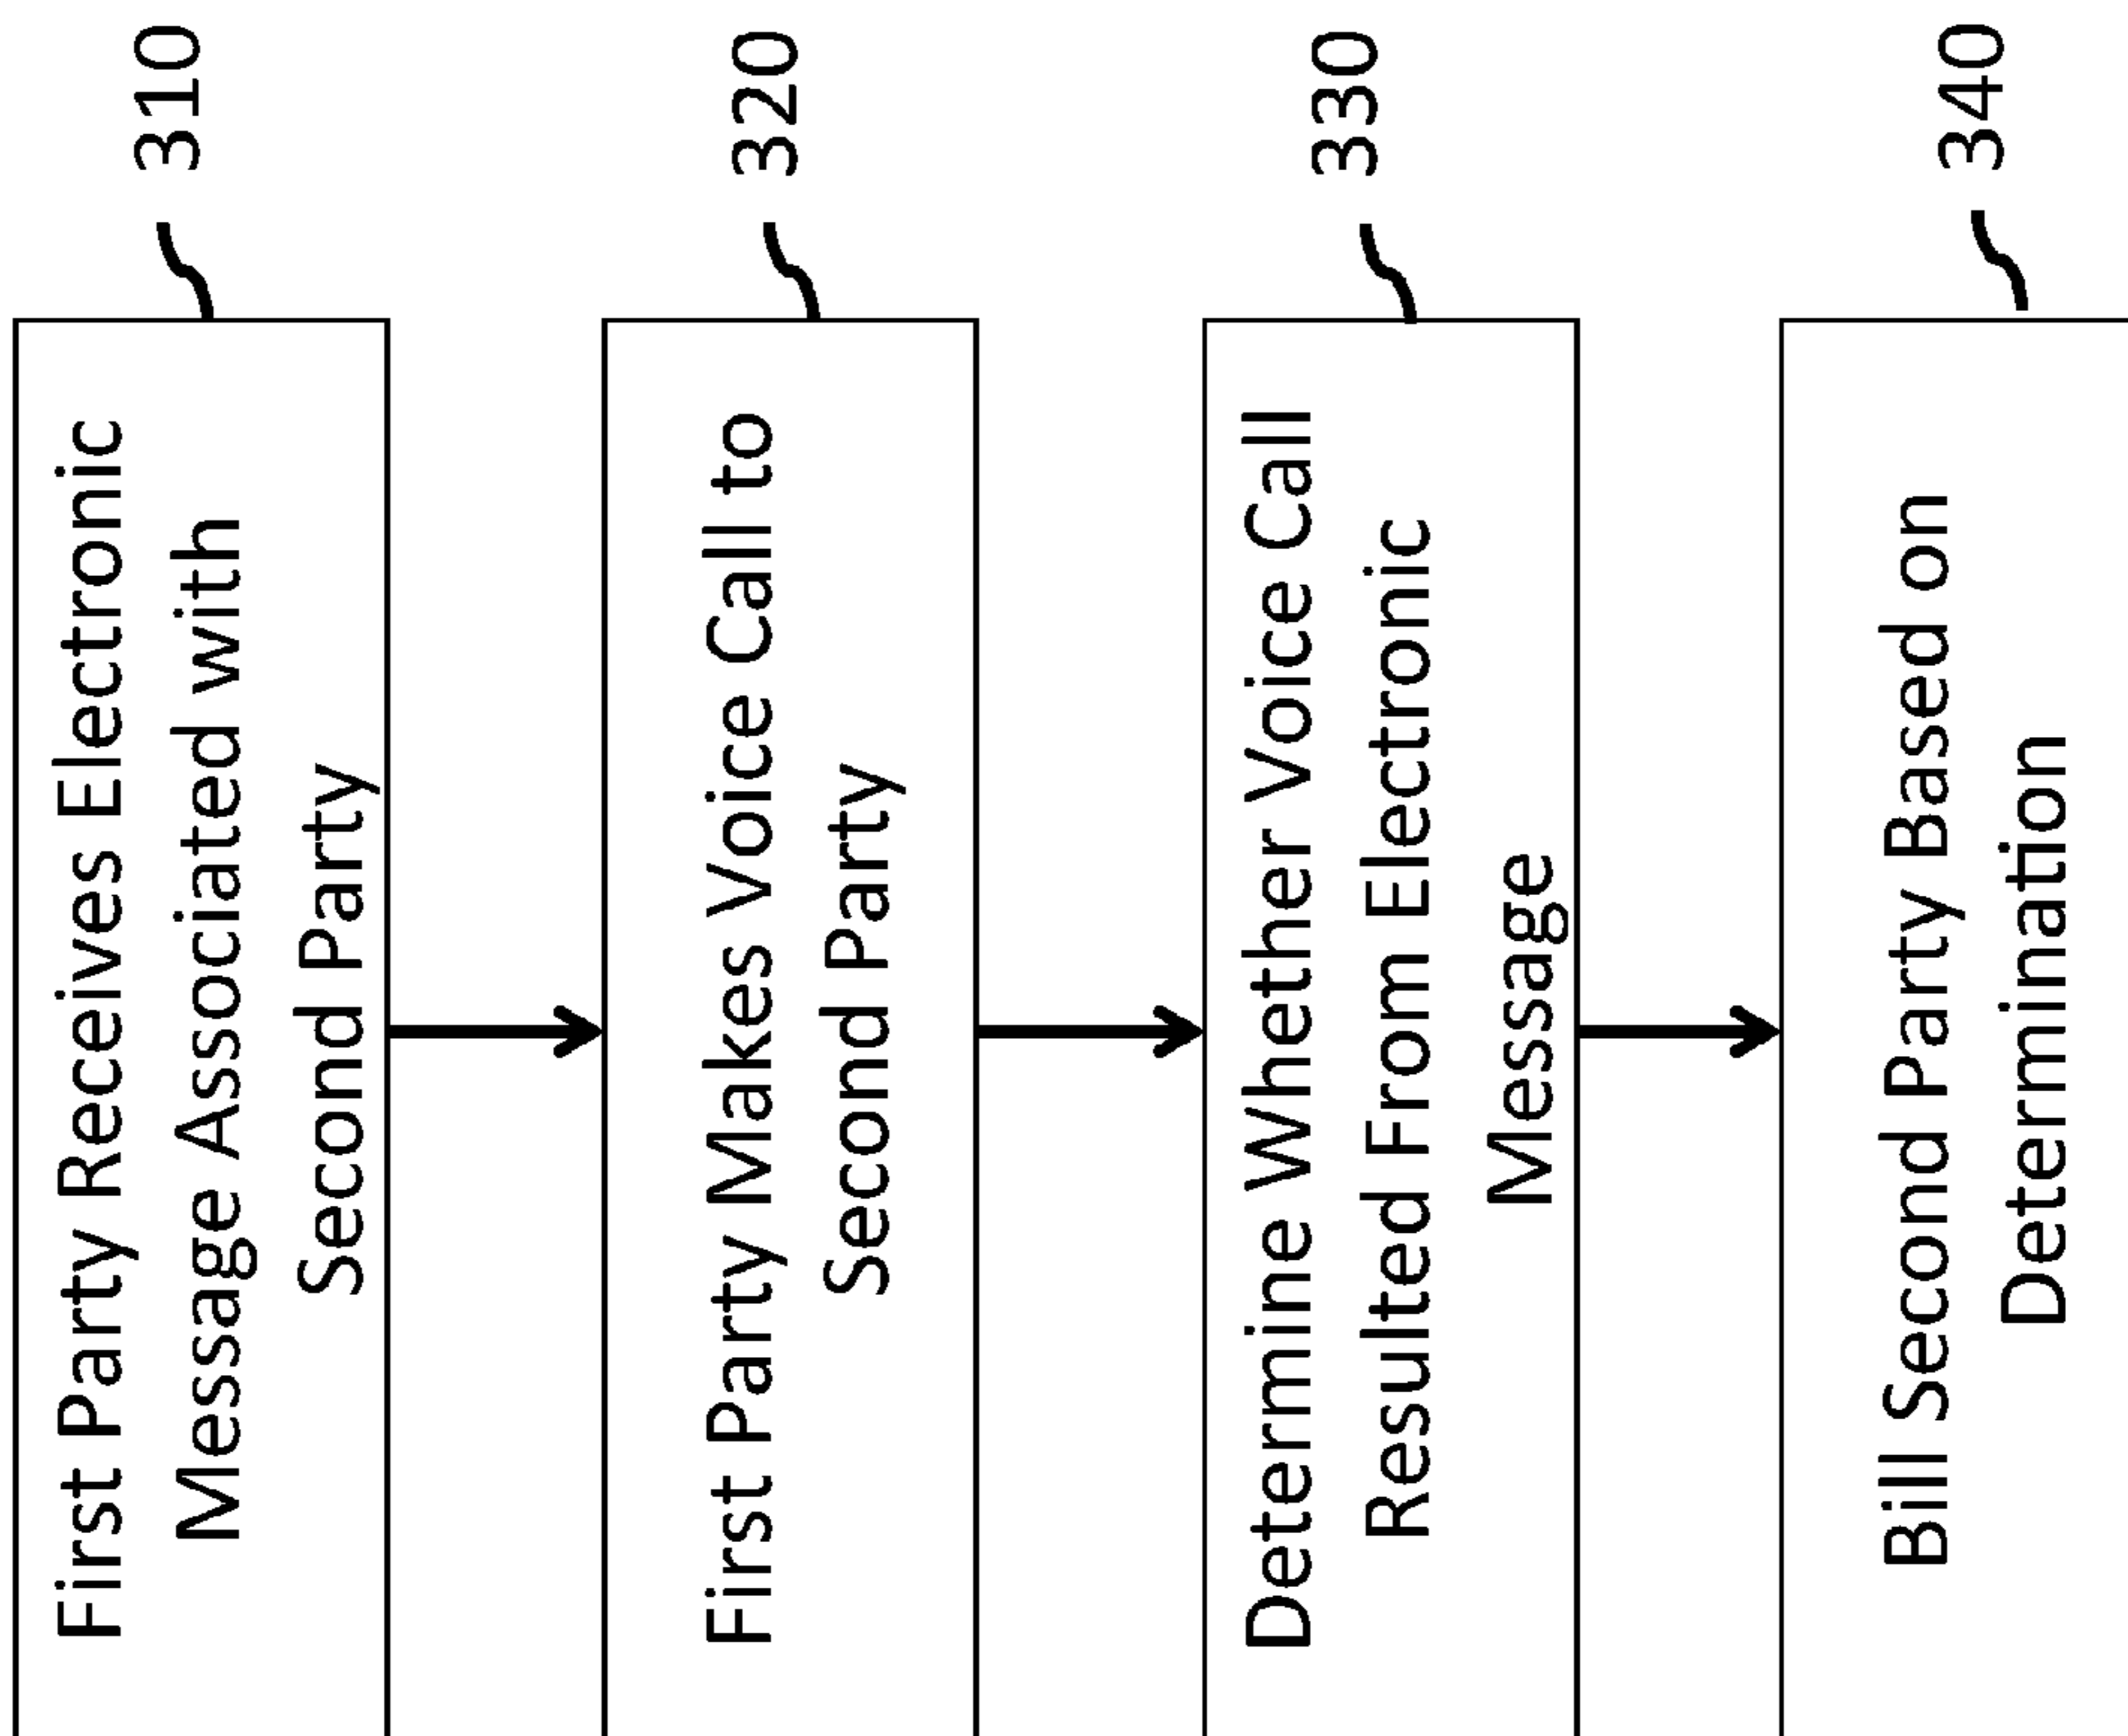 First Party Receives Electronic
Message Associated with
Second Party
310
First Party Makes Voice Call to
Second Party
320
Determine Whether Voice Call
Resulted From Electronic
Message
330
Bill Second Party Based on
Determination
340